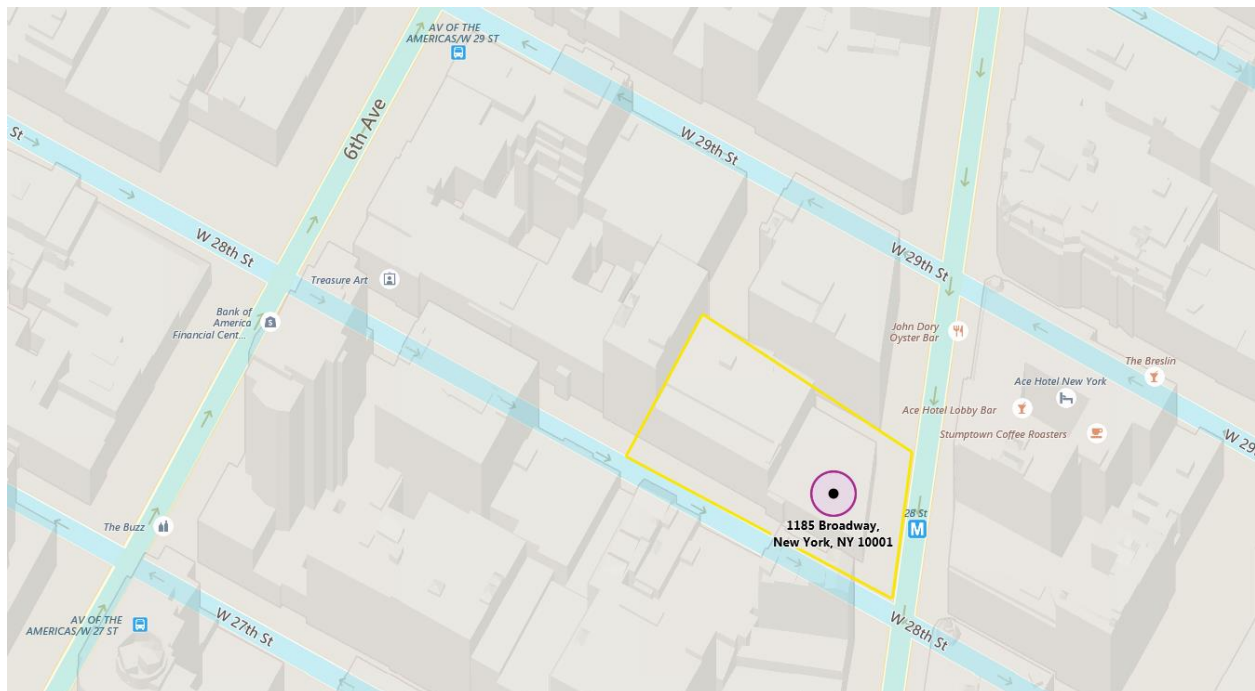 AV OF THE
AMERICAS/W 29 ST
6th Ave
St
W 29th St
W 28th St
W 29th St
Treasure Art
Bank of
America
Financial Cent...
John Dory
Oyster Bar
The Breslin
Ace Hotel New York
Ace Hotel Lobby Bar
Stumptown Coffee Roasters
W 29
28 St
M
1185 Broadway,
New York, NY 10001
The Buzz
AV OF THE
AMERICAS/W 27 ST
W 27th St
W 28th St